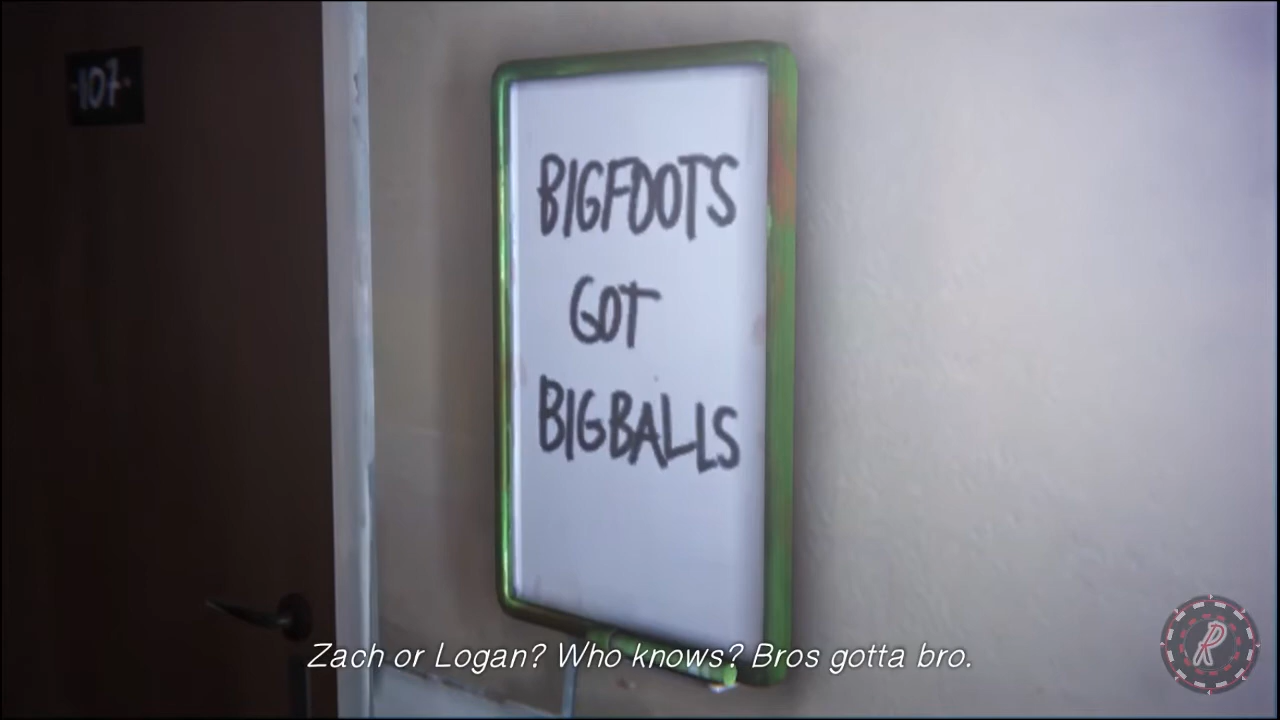 107
BIGFOOTS
GOT
BIGBALLS
Zach or Logan? Who knows? Bros gotta bro.
R